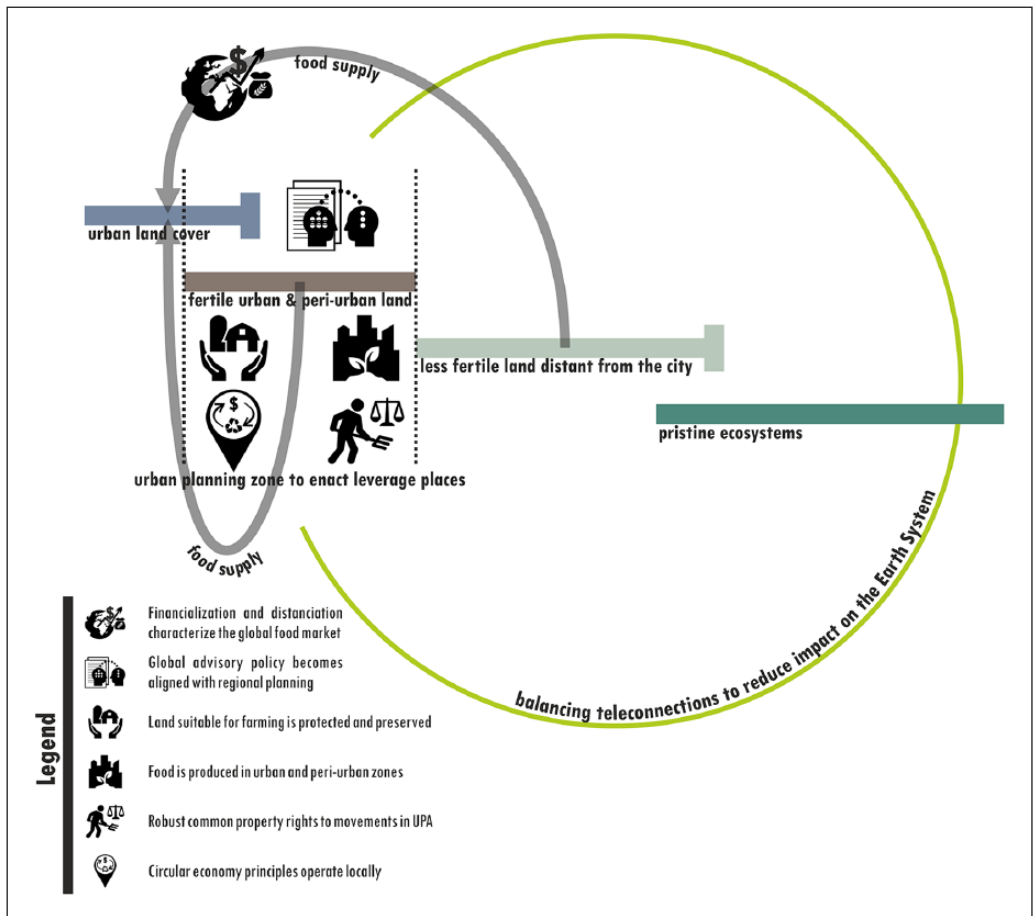 food supply
urban land cover
fertile urban & peri-urban land
less fertile land distant from the city
pristine ecosystems
urban planning zone to enact leverage places
food supply
balancing teleconnections to reduce impact on the Earth System
Legend
Financialization and distanciation
characterize the global food market
Global advisory policy becomes
aligned with regional planning
Land suitable for farming is protected and preserved
Food is produced in urban and peri-urban zones
Robust common property rights to movements in UPA
Circular economy principles operate locally